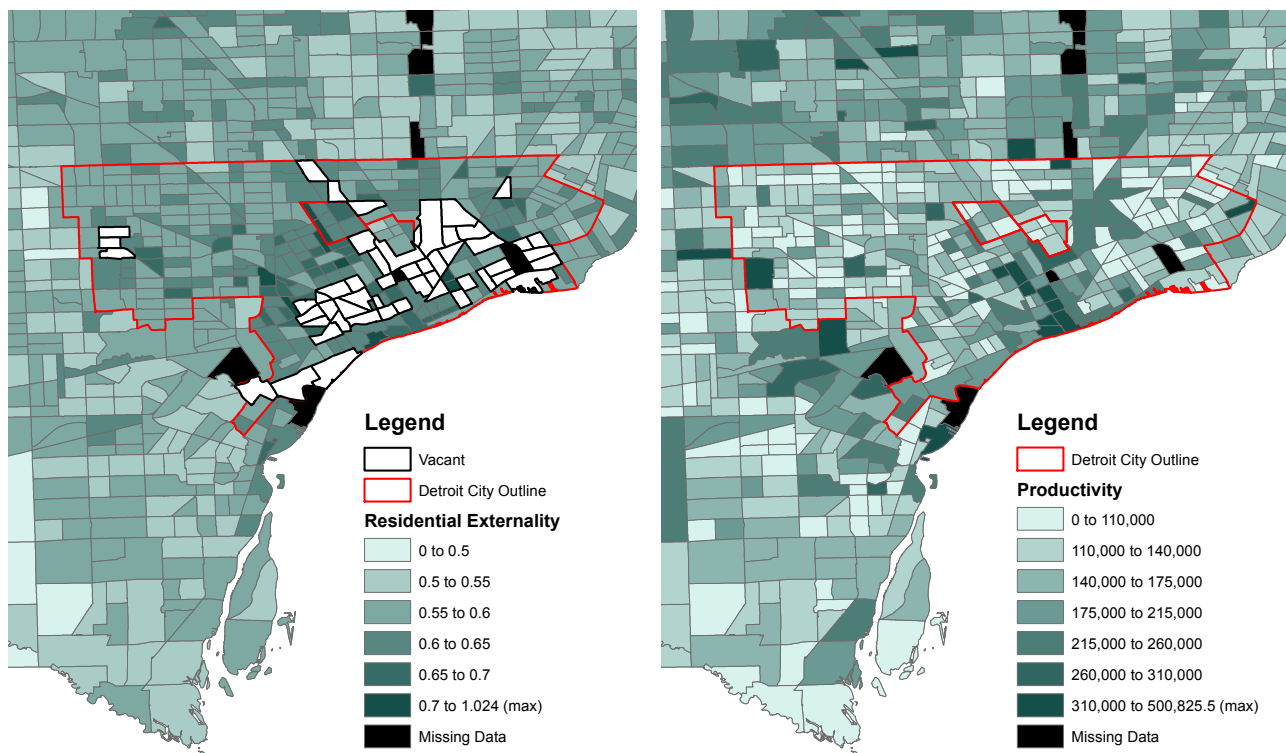 Legend
Vacant
Detroit City Outline
Residential Externality
0 to 0.5
0.5 to 0.55
0.55 to 0.6
0.6 to 0.65
0.65 to 0.7
0.7 to 1.024 (max)
Missing Data
Legend
Detroit City Outline
Productivity
0 to 110,000
110,000 to 140,000
140,000 to 175,000
175,000 to 215,000
215,000 to 260,000
260,000 to 310,000
310,000 to 500,825.5 (max)
Missing Data